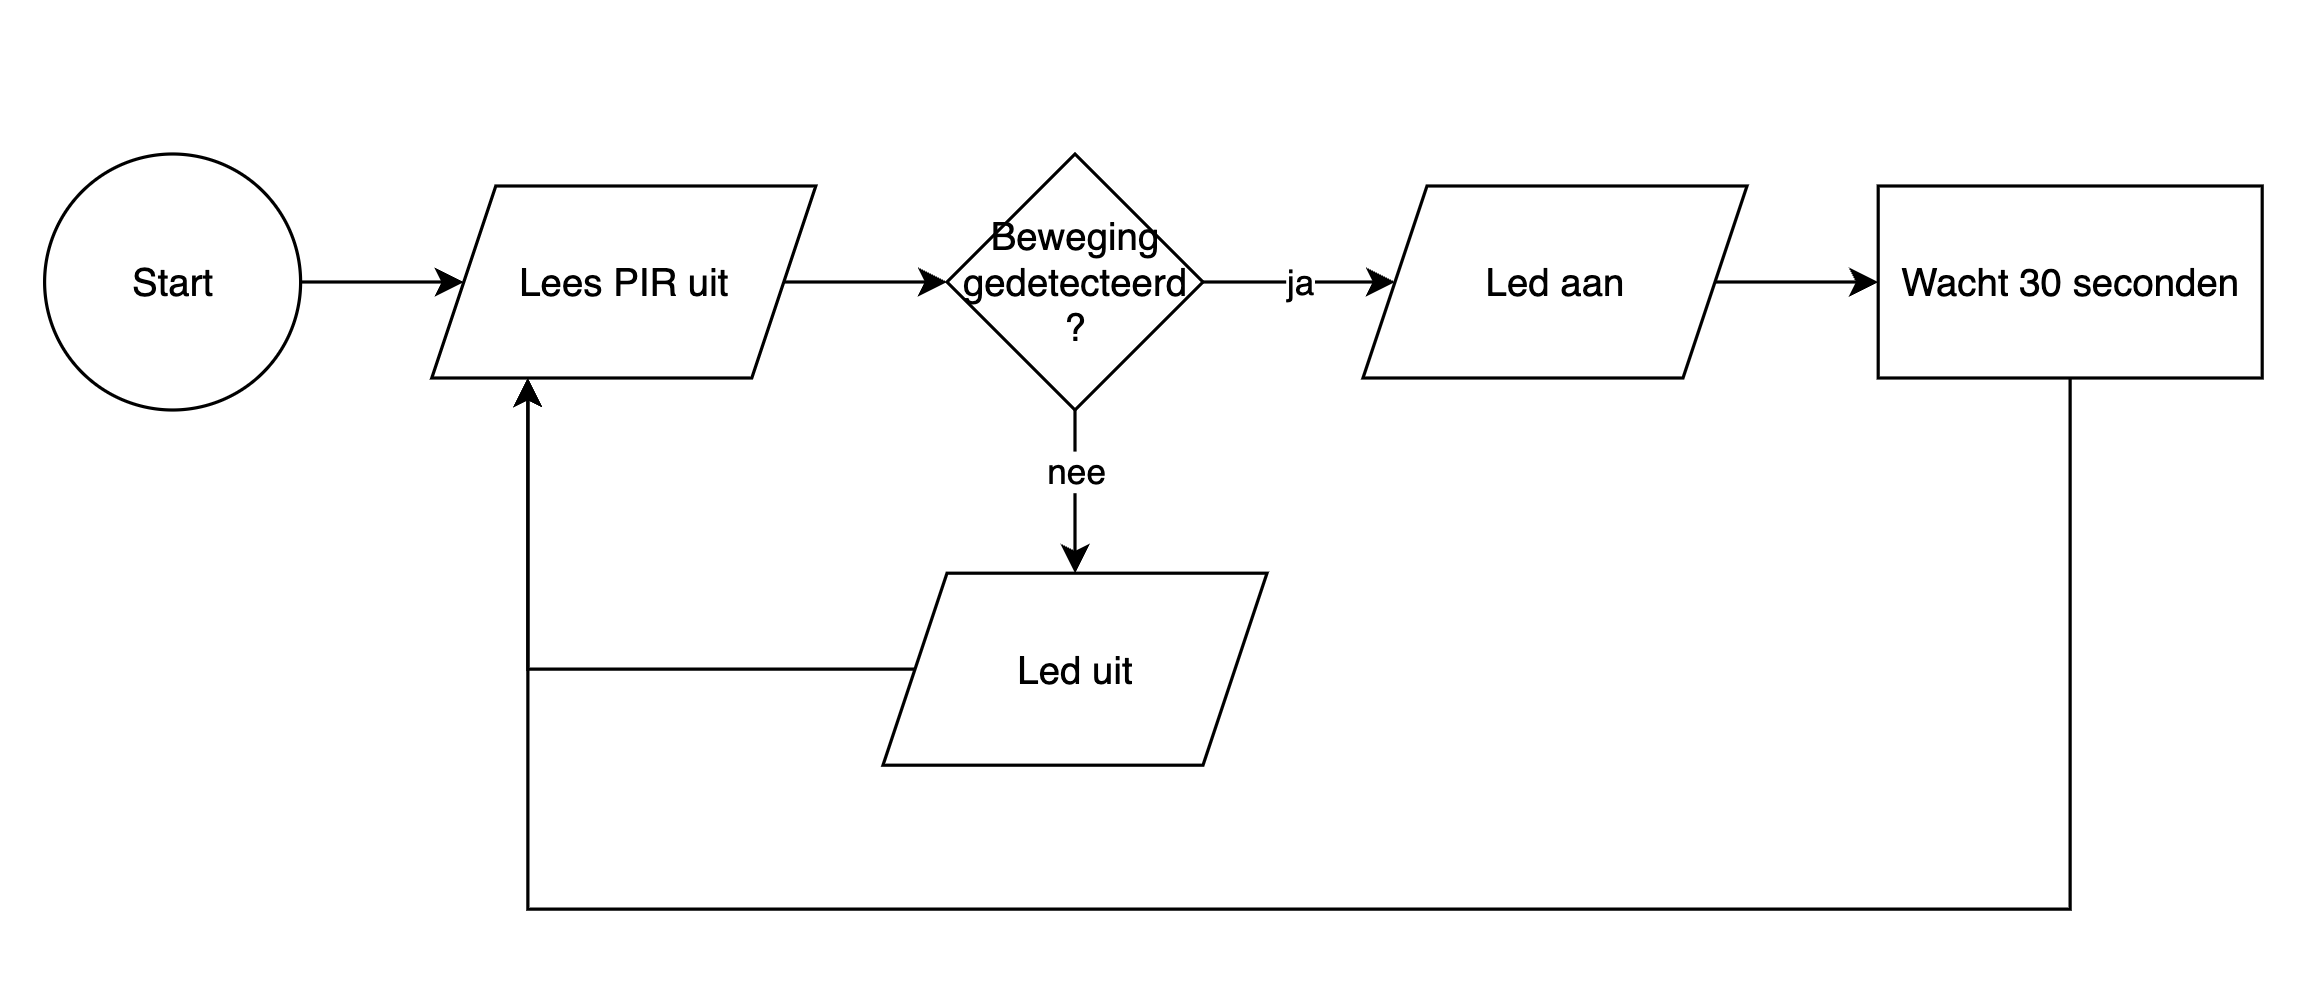 Start
Lees PIR uit
Beweging
gedetecteerd
?
ja
Led aan
Wacht 30 seconden
nee
Led uit